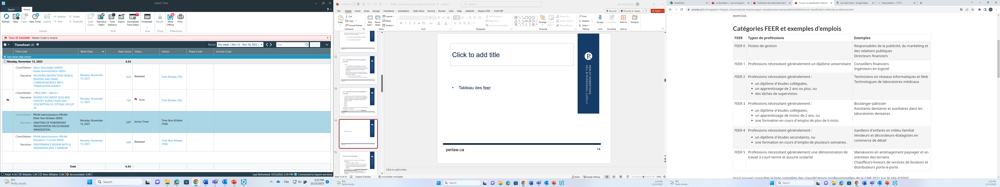 Expert Time
Expert
Home
Refresh
New
Open
New Timer
Submit
Release
Post
Delete
Duplicate
Actions
Spell Check
Narrative Editor
Time Statistics
Export
Incomplete Time Editor
17
Tools
Timesheet
View
Myself
Proxy
Work Offline
Print
Preferences
Time ID 2442888 - Matter Code is invalid.
Timesheet (4)
Period: This week ( Nov 12 - Nov 18, 2023 )
Find
Time Card
Work Date
Base Hours
Status
Action
Phase Code
Activity Code
ADD NEW TIME ENTRY
Monday, November 13, 2023
4.34
Client/Matter: Aboo, Aboobaker (ABOK)
Estate Administration (0001)
Narrative: RECEIVING INSTRUCTION FROM K.
BEKKERS AND EMAIL
CORRESPONDENCE WITH
TRANSLATION AGENCY
Monday, November 13, 2023
0.50
Released
Time Billable (TB)
Client/Matter: ( PRLA 0001 - Martin )
Narrative: REVIEW DOCUMENT FILES AND
IDENTIFY SURVEY PLAN AND
DESCRIPTION OF COTTAGE ON LOT
39
Monday, November 13, 2023
1.00
Error
Time Billable (TB)
Client/Matter: PRHM Administration (PRHM)
Other Non-Billable (0005)
Narrative: DRAFTING OF POWERPOINT
PRESENTATION ON ECONOMIC
IMMIGRATION
Monday, November 13, 2023
2.07
Active Timer
Time Non-Billable (TNB)
Client/Matter: PRHM Administration (PRHM)
Education / Courses (0002)
Narrative: PERFORMANCE REVIEW WITH A.
MAGNERON AND J. BARROW
Monday, November 13, 2023
0.80
Released
Time Non-Billable (TNB)
Total
4.34
Total: 4.36
Billable: 1.50
Non-Billable: 2.86
Accountable: 0.00
Last Refreshed: 11/13/2023 2:19 PM
Connected to Expert services
0°C
Partly cloudy
Search
FRA
2:23 PM
11/13/2023
AutoSave
On
PRHM - Immigration économique (15 nov. 2023)
Saved
Search
File
Home
Insert
Draw
Design
Transitions
Animations
Slide Show
Record
Review
View
Help
Antidote
Nuance PDF
Foxit PDF
Record
Present in Teams
Share
Paste
Cut
Copy
Format Painter
Clipboard
New Slide
Reuse Slides
Layout
Reset
Section
Slides
Font
Text Direction
Align Text
Convert to SmartArt
Paragraph
Arrange
Quick Styles
Shape Fill
Shape Outline
Shape Effects
Drawing
Find
Replace
Select
Editing
Dictate
Voice
Sensitivity
Sensitivity
Add-ins
Add-ins
Designer
12
13
14
15
Click to add title
Tableau des feer
PERLEY-ROBERTSON,
HILL & McDOUGALL LLP/s.r.l.
perlaw.ca
14
Click to add notes
Slide 14 of 35
English (Canada)
Accessibility: Investigate
Notes
Display Settings
109%
0°C
Partly cloudy
Search
2:23 PM
11/13/2023
SharePoint
Le Quotidien — Les immigrants
Traitement des demandes élect
Trouver la classification national
Lac Saint-Sixte - Google Maps
Interpretation - CTTIC
canada.ca/fr/immigration-refugies-citoyennete/services/immigrer-canada/entree-express/admissibilite/trouver-classification-nationale-professions.html
exercice.
Catégories FEER et exemples d'emplois
FEER
Types de professions
Exemples
FEER 0
Postes de gestion
Responsables de la publicité, du marketing et
des relations publiques
Directeurs financiers
FEER 1
Professions nécessitant généralement un diplôme universitaire
Conseillers financiers
Ingénieurs en logiciel
FEER 2
Professions nécessitant généralement :
un diplôme d'études collégiales,
un apprentissage de 2 ans ou plus, ou
des tâches de supervision.
Techniciens en réseaux informatiques et Web
Technologues de laboratoires médicaux
FEER 3
Professions nécessitant généralement :
un diplôme d'études collégiales,
un apprentissage de moins de 2 ans, ou
une formation en cours d'emploi de plus de 6 mois.
Boulanger-pâtissier
Assistants dentaires et auxiliaires dans les
laboratoires dentaires
FEER 4
Professions nécessitant généralement :
un diplôme d'études secondaires, ou
une formation en cours d'emploi de plusieurs semaines.
Gardiens d'enfants en milieu familial
Vendeurs et décorateurs-étalagistes en
commerce de détail
FEER 5
Professions nécessitant généralement une démonstration de
travail à court terme et aucune scolarité
Manœuvres en aménagement paysager et en
entretien des terrains
Chauffeurs-livreurs de services de livraison et
distributeurs porte-à-porte
Vous pouvez consulter la liste complète des classifications professionnelles de la CNP 2021 sur le site d'EDSC
0°C
Partly cloudy
Search
2:23 PM
11/13/2023